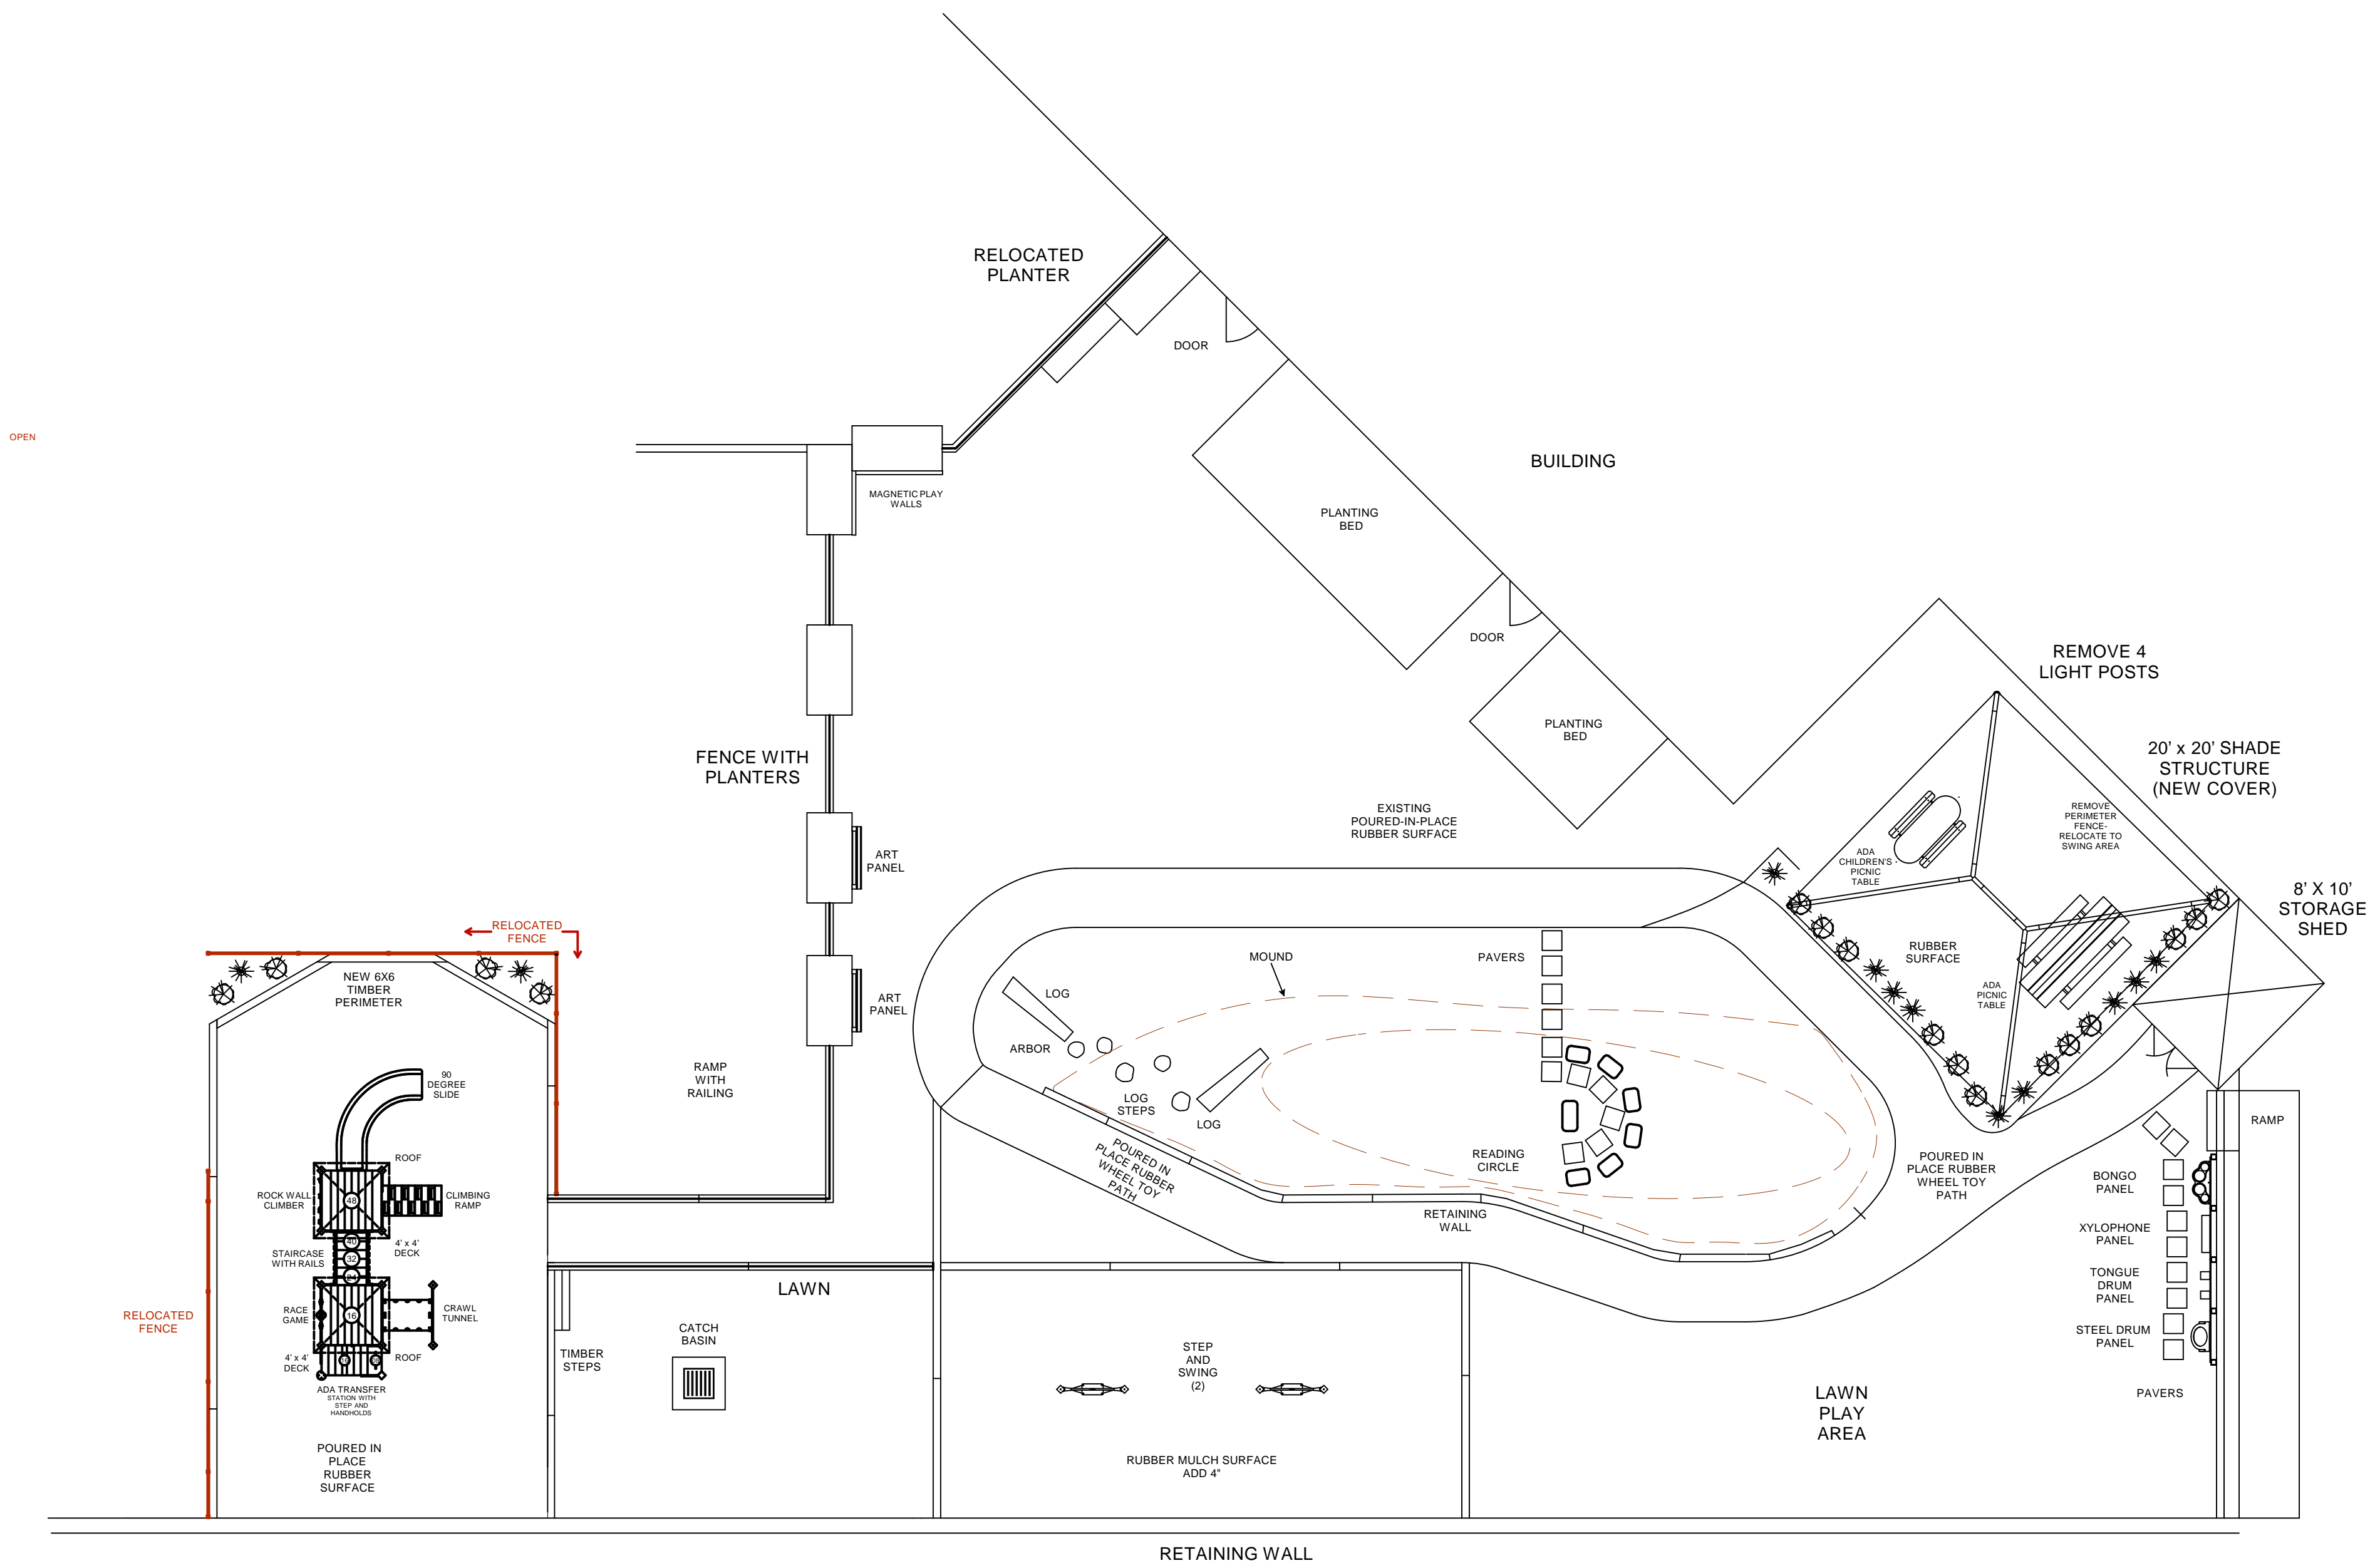 RELOCATED
PLANTER
DOOR
OPEN
BUILDING
MAGNETIC PLAY
WALLS
PLANTING
BED
DOOR
REMOVE 4
LIGHT POSTS
PLANTING
BED
FENCE WITH
PLANTERS
20' x 20' SHADE
STRUCTURE
(NEW COVER)
EXISTING
POURED-IN-PLACE
RUBBER SURFACE
REMOVE
PERIMETER
FENCE-
RELOCATE TO
SWING AREA
ART
PANEL
ADA
CHILDREN'S
PICNIC
TABLE
8' X 10'
STORAGE
SHED
RELOCATED
FENCE
RUBBER
SURFACE
MOUND
PAVERS
NEW 6X6
TIMBER
PERIMETER
LOG
ART
PANEL
ADA
PICNIC
TABLE
ARBOR
RAMP
WITH
RAILING
90
DEGREE
SLIDE
LOG
STEPS
LOG
RAMP
ROOF
POURED IN
PLACE RUBBER
WHEEL TOY
PATH
READING
CIRCLE
POURED IN
PLACE RUBBER
WHEEL TOY
PATH
BONGO
PANEL
ROCK WALL
CLIMBER
48
CLIMBING
RAMP
RETAINING
WALL
XYLOPHONE
PANEL
40
4' x 4'
DECK
STAIRCASE
WITH RAILS
32
24
LAWN
TONGUE
DRUM
PANEL
RELOCATED
FENCE
RACE
GAME
16
CRAWL
TUNNEL
CATCH
BASIN
STEEL DRUM
PANEL
4' x 4'
DECK
ROOF
TIMBER
STEPS
STEP
AND
SWING
(2)
ADA TRANSFER
STATION WITH
STEP AND
HANDHOLDS
LAWN
PLAY
AREA
PAVERS
POURED IN
PLACE
RUBBER
SURFACE
RUBBER MULCH SURFACE
ADD 4"
RETAINING WALL